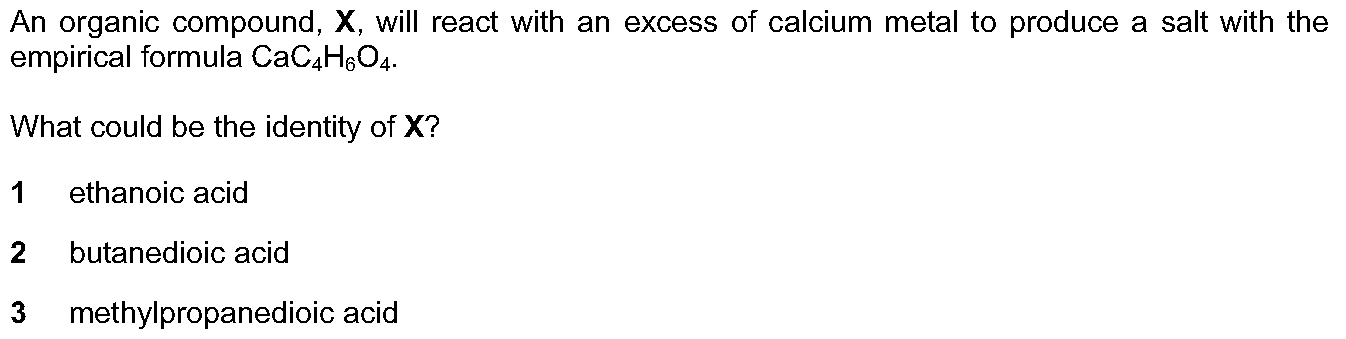 An organic compound, X, will react with an excess of calcium metal to produce a salt with the
empirical formula CaC₄H₆O₄.
What could be the identity of X?
1 ethanoic acid
2 butanedioic acid
3 methylpropanedioic acid